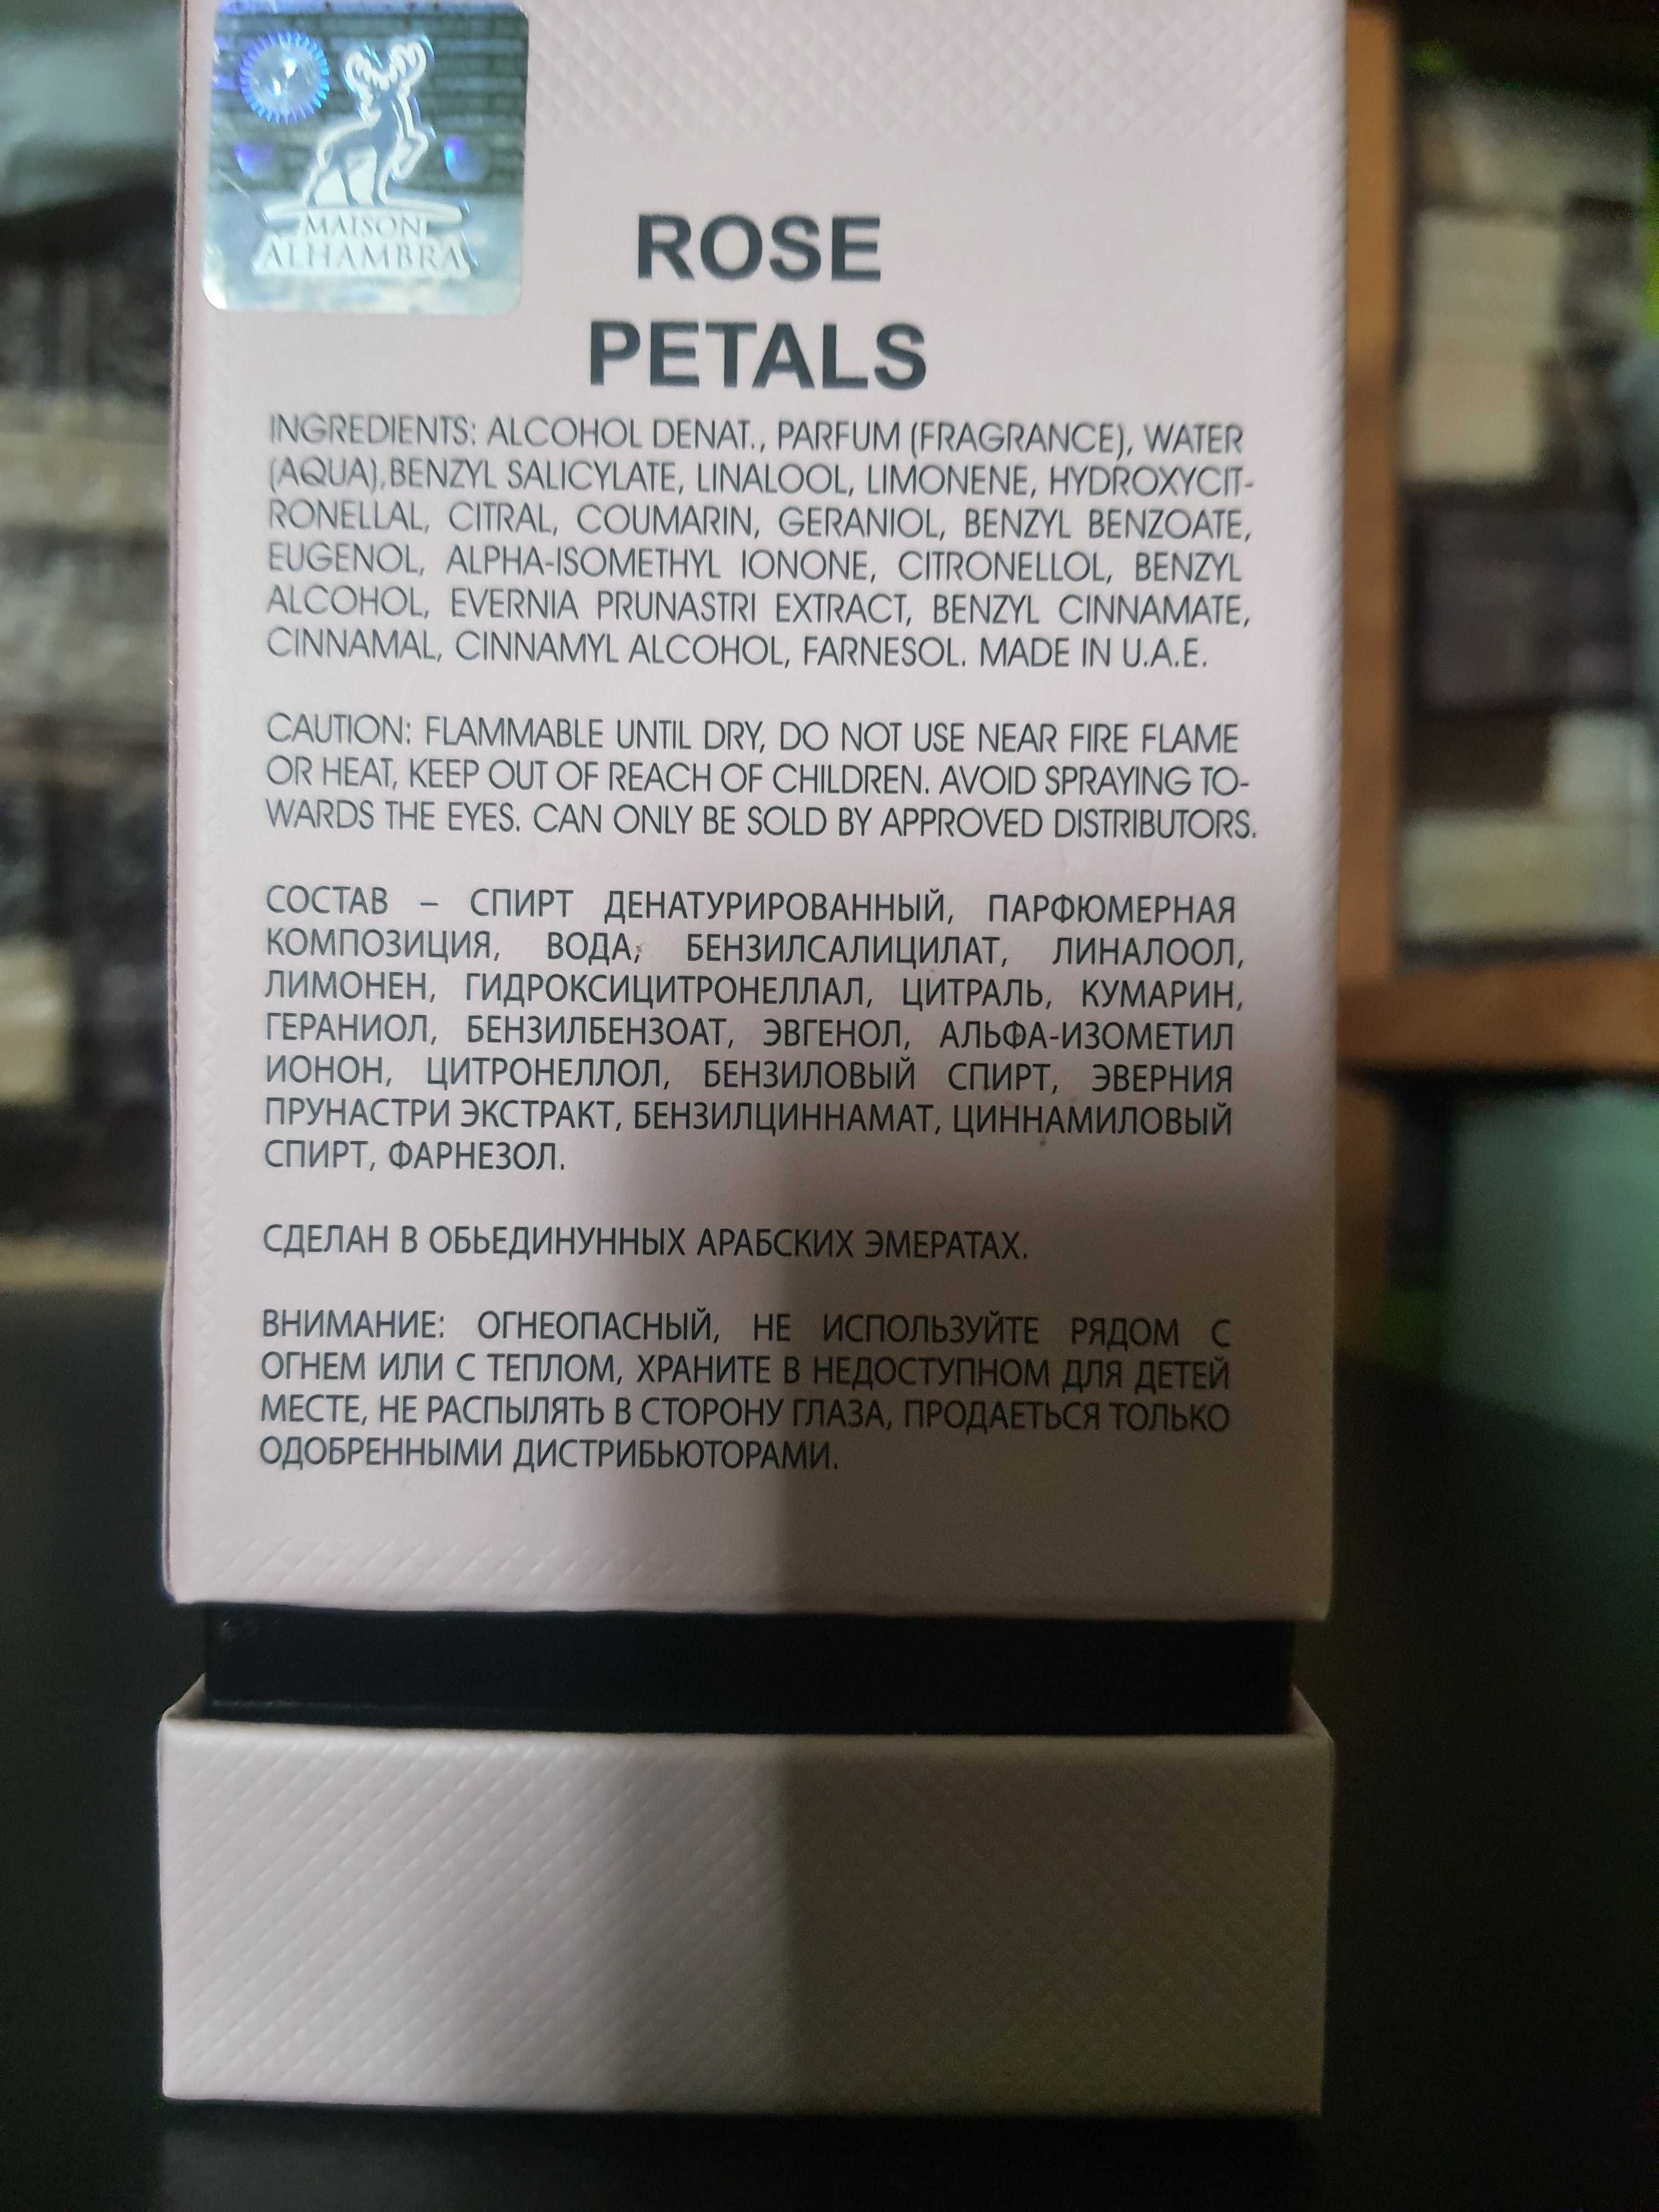 MAISON
ALHAMBRA
ROSE
PETALS
INGREDIENTS: ALCOHOL DENAT., PARFUM (FRAGRANCE), WATER
(AQUA),BENZYL SALICYLATE, LINALOOL, LIMONENE, HYDROXYCIT-
RONELLAL, CITRAL, COUMARIN, GERANIOL, BENZYL BENZOATE,
EUGENOL, ALPHA-ISOMETHYL IONONE, CITRONELLOL, BENZYL
ALCOHOL, EVERNIA PRUNASTRI EXTRACT, BENZYL CINNAMATE,
CINNAMAL, CINNAMYL ALCOHOL, FARNESOL. MADE IN U.A.E.
CAUTION: FLAMMABLE UNTIL DRY, DO NOT USE NEAR FIRE FLAME
OR HEAT, KEEP OUT OF REACH OF CHILDREN. AVOID SPRAYING TO-
WARDS THE EYES. CAN ONLY BE SOLD BY APPROVED DISTRIBUTORS.
СОСТАВ – СПИРТ ДЕНАТУРИРОВАННЫЙ, ПАРФЮМЕРНАЯ
КОМПОЗИЦИЯ, ВОДА; БЕНЗИЛСАЛИЦИЛАТ, ЛИНАЛООЛ,
ЛИМОНЕН, ГИДРОКСИЦИТРОНЕЛЛАЛ, ЦИТРАЛЬ, КУМАРИН,
ГЕРАНИОЛ, БЕНЗИЛБЕНЗОАТ, ЭВГЕНОЛ, АЛЬФА-ИЗОМЕТИЛ
ИОНОН, ЦИТРОНЕЛЛОЛ, БЕНЗИЛОВЫЙ СПИРТ, ЭВЕРНИЯ
ПРУНАСТРИ ЭКСТРАКТ, БЕНЗИЛЦИННАМАТ, ЦИННАМИЛОВЫЙ
СПИРТ, ФАРНЕЗОЛ.
СДЕЛАН В ОБЬЕДИНУННЫХ АРАБСКИХ ЭМЕРАТАХ.
ВНИМАНИЕ: ОГНЕОПАСНЫЙ, НЕ ИСПОЛЬЗУЙТЕ РЯДОМ С
ОГНЕМ ИЛИ С ТЕПЛОМ, ХРАНИТЕ В НЕДОСТУПНОМ ДЛЯ ДЕТЕЙ
МЕСТЕ, НЕ РАСПЫЛЯТЬ В СТОРОНУ ГЛАЗА, ПРОДАЕТЬСЯ ТОЛЬКО
ОДОБРЕННЫМИ ДИСТРИБЬЮТОРАМИ.